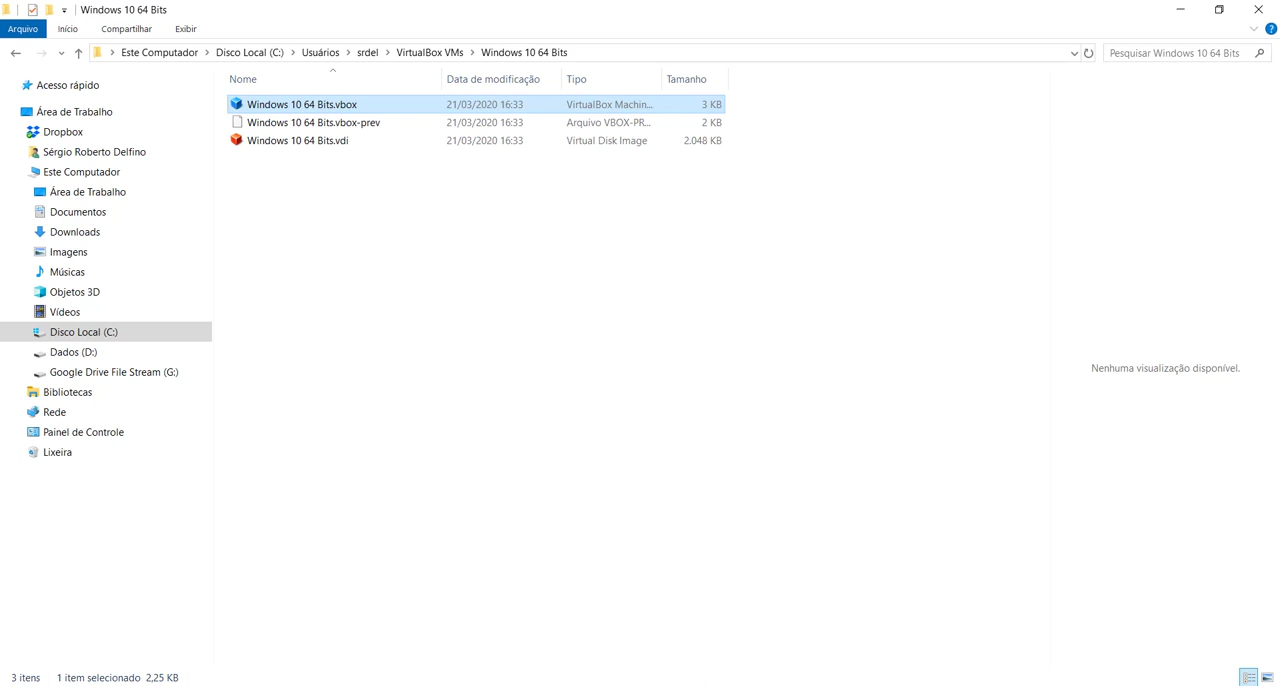 Windows 10 64 Bits
Arquivo Início Compartilhar Exibir
Este Computador > Disco Local (C:) > Usuários > srdel > VirtualBox VMs > Windows 10 64 Bits
Pesquisar Windows 10 64 Bits
Acesso rápido
Área de Trabalho
Dropbox
Sérgio Roberto Delfino
Este Computador
Área de Trabalho
Documentos
Downloads
Imagens
Músicas
Objetos 3D
Vídeos
Disco Local (C:)
Dados (D:)
Google Drive File Stream (G:)
Bibliotecas
Rede
Painel de Controle
Lixeira
Nome Data de modificação Tipo Tamanho
Windows 10 64 Bits.vbox 21/03/2020 16:33 VirtualBox Machin... 3 KB
Windows 10 64 Bits.vbox-prev 21/03/2020 16:33 Arquivo VBOX-PR... 2 KB
Windows 10 64 Bits.vdi 21/03/2020 16:33 Virtual Disk Image 2.048 KB
Nenhuma visualização disponível.
3 itens 1 item selecionado 2,25 KB